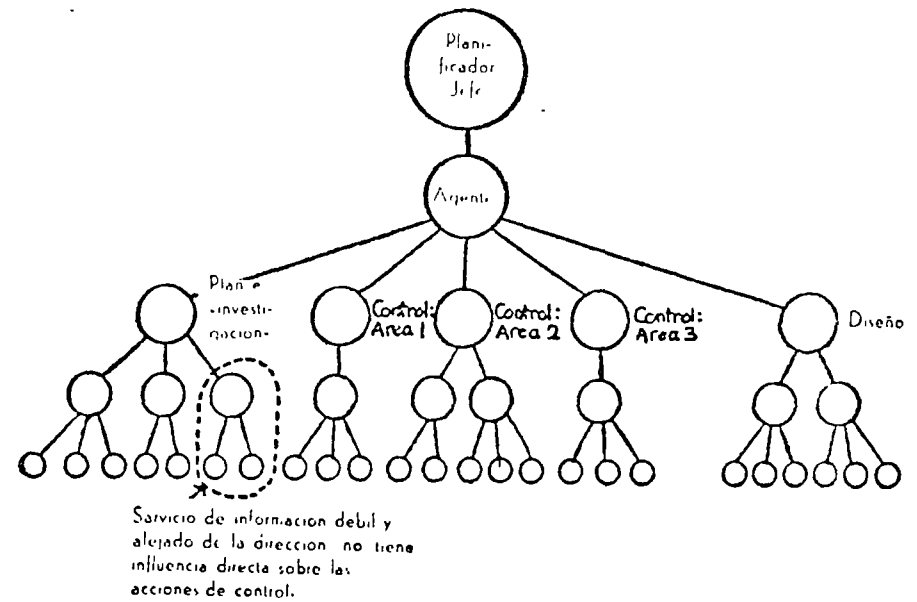 Plani-
ficador
Jefe
Agente
Plan e
«investi-
gacion»
Control:
Area 1
Control:
Area 2
Control:
Area 3
Diseño
Servicio de informacion debil y
alejado de la direccion no tiene
influencia directa sobre las
acciones de control.